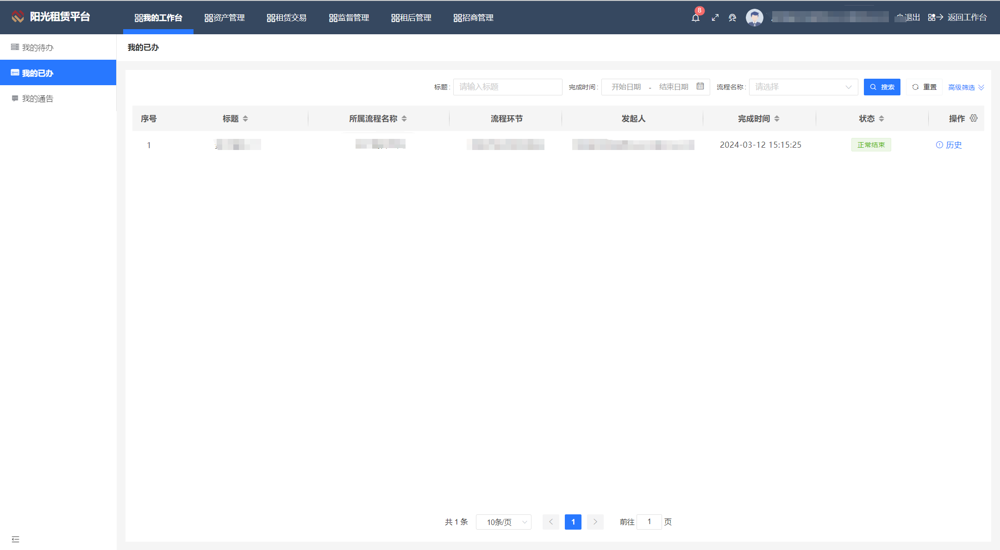 阳光租赁平台
我的工作台
资产管理
租赁交易
监督管理
租后管理
招商管理
8
退出
返回工作台
我的待办
我的已办
我的通告
我的已办
标题:
请输入标题
完成时间:
开始日期 - 结束日期
流程名称:
请选择
搜索
重置
高级筛选
序号 标题 所属流程名称 流程环节 发起人 完成时间 状态 操作
1 2024-03-12 15:15:25 正常结束 历史
共 1 条
10条/页
1
前往 1 页